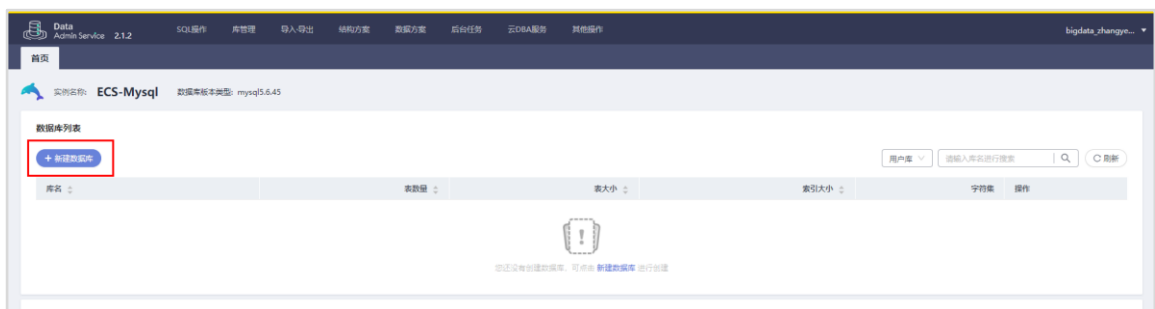 Data
Admin Service 2.1.2 SQL操作 库管理 导入·导出 结构方案 数据方案 后台任务 云DBA服务 其他操作 bigdata_zhangye...
首页
实例名称: ECS-Mysql 数据库版本类型: mysql5.6.45
数据库列表
+ 新建数据库 用户库 请输入库名进行搜索 刷新
库名 表数量 表大小 索引大小 字符集 操作
您还没有创建数据库，可点击 新建数据库 进行创建